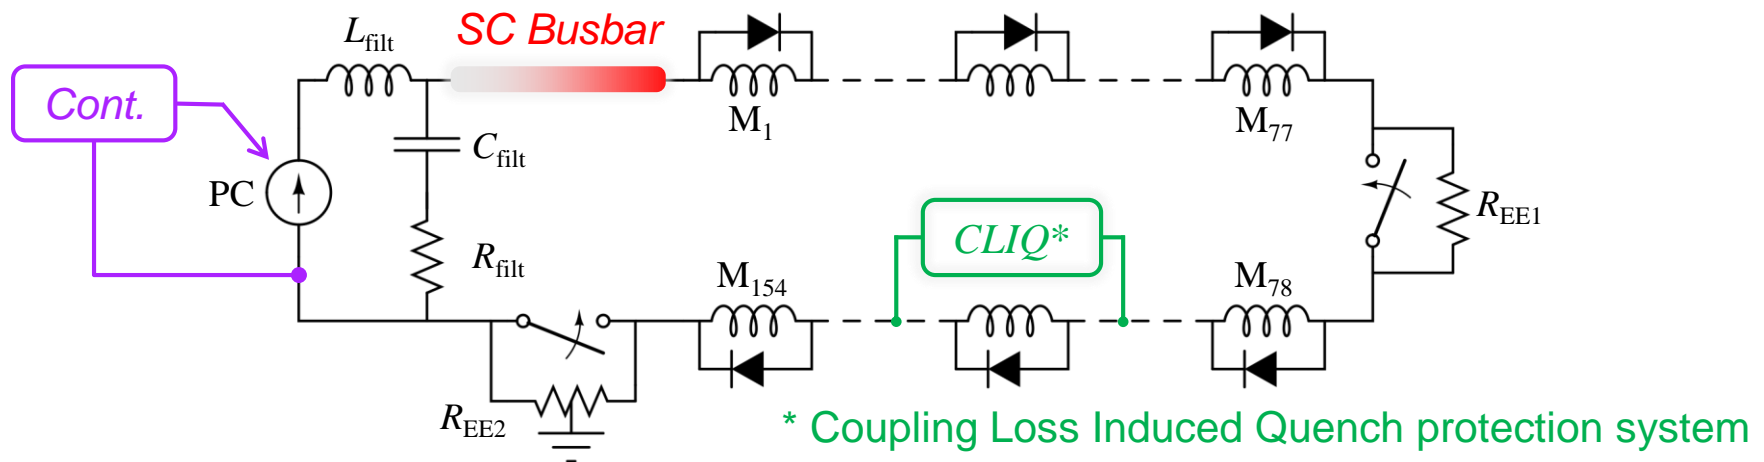 L_filt
SC Busbar
Cont.
M_1
M_77
C_filt
PC
R_EE1
CLIQ*
R_filt
M_154
M_78
R_EE2
* Coupling Loss Induced Quench protection system